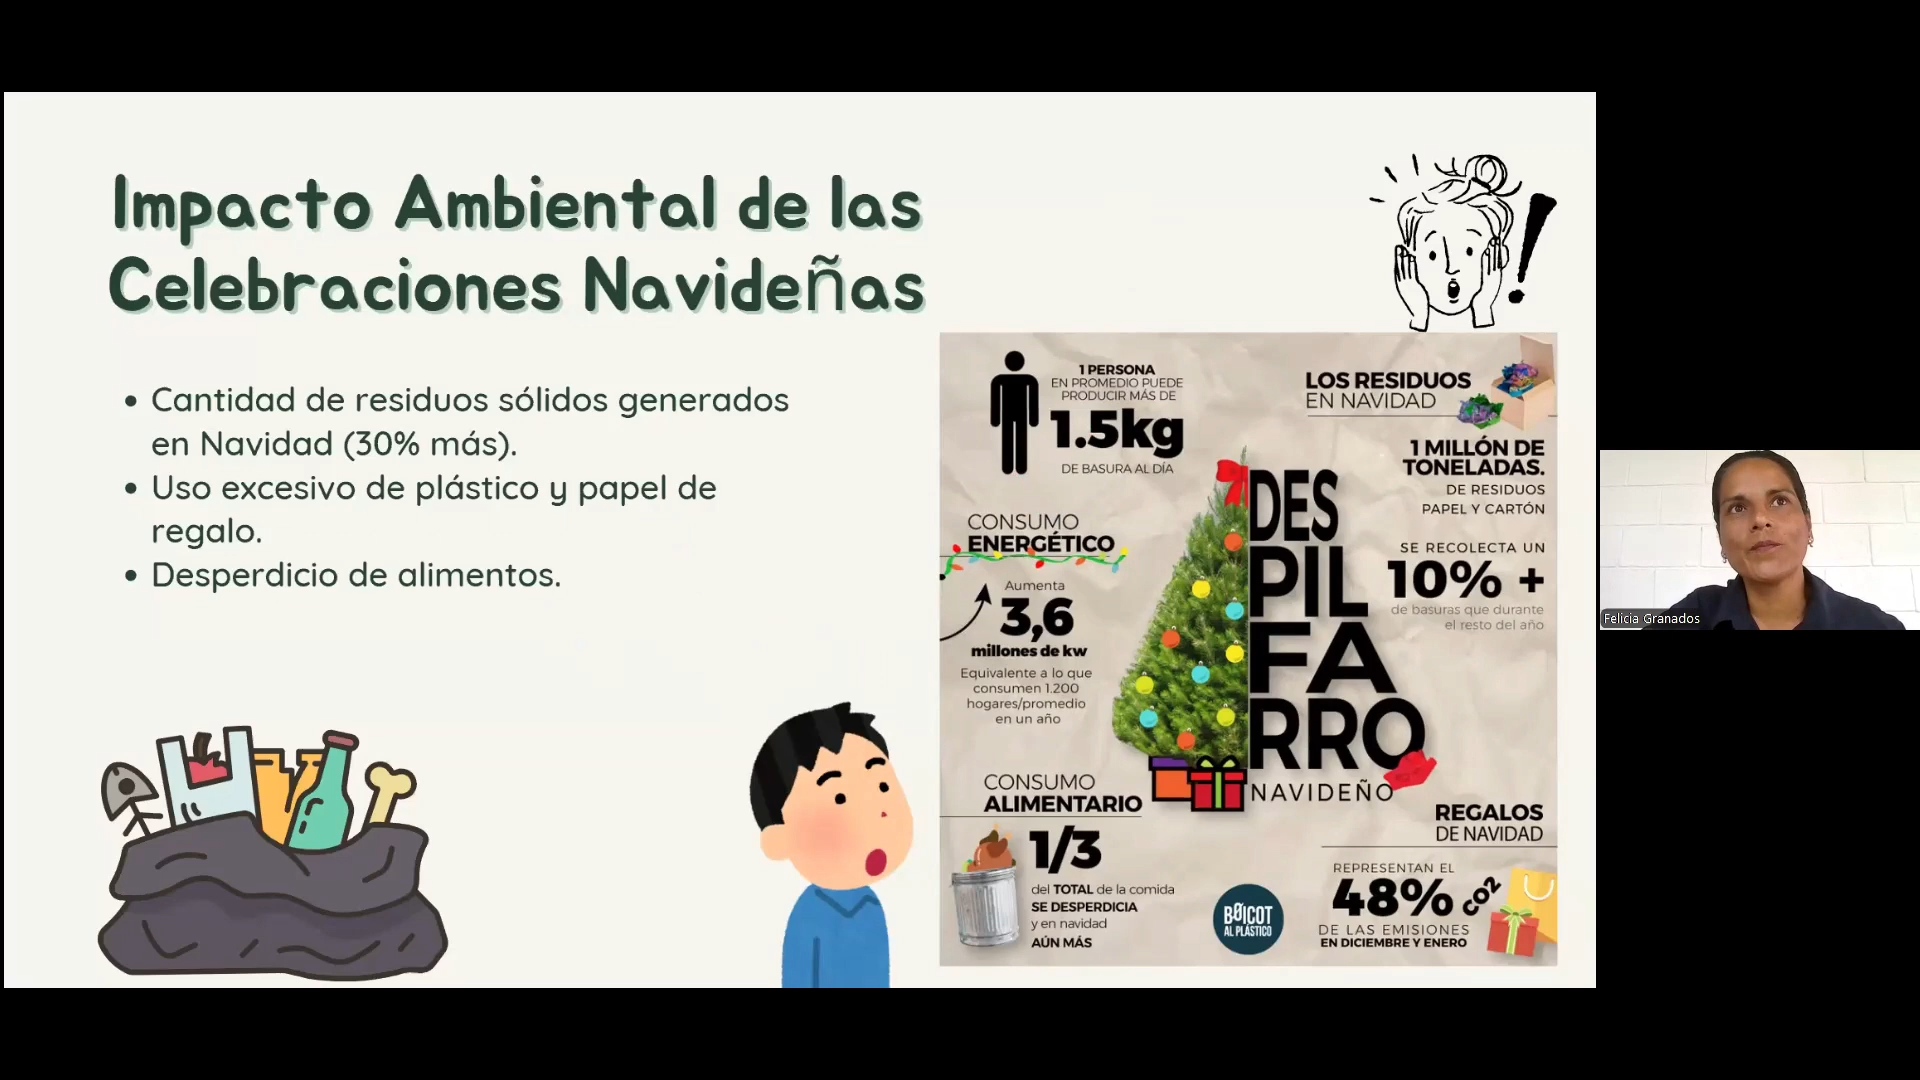 Impacto Ambiental de las
Celebraciones Navideñas
• Cantidad de residuos sólidos generados
en Navidad (30% más).
• Uso excesivo de plástico y papel de
regalo.
• Desperdicio de alimentos.
1 PERSONA
EN PROMEDIO PUEDE
PRODUCIR MÁS DE
1.5kg
DE BASURA AL DÍA
CONSUMO
ENERGÉTICO
Aumenta
3,6
millones de kw
Equivalente a lo que
consumen 1.200
hogares/promedio
en un año
CONSUMO
ALIMENTARIO
1/3
del TOTAL de la comida
SE DESPERDICIA
y en navidad
AÚN MÁS
DES
PIL
FA
RRO
NAVIDEÑO
BØICOT
AL PLÁSTICO
LOS RESIDUOS
EN NAVIDAD
1 MILLÓN DE
TONELADAS.
DE RESIDUOS
PAPEL Y CARTÓN
SE RECOLECTA UN
10% +
de basuras que durante
el resto del año
REGALOS
DE NAVIDAD
REPRESENTAN EL
48% CO2
DE LAS EMISIONES
EN DICIEMBRE Y ENERO
Felicia Granados